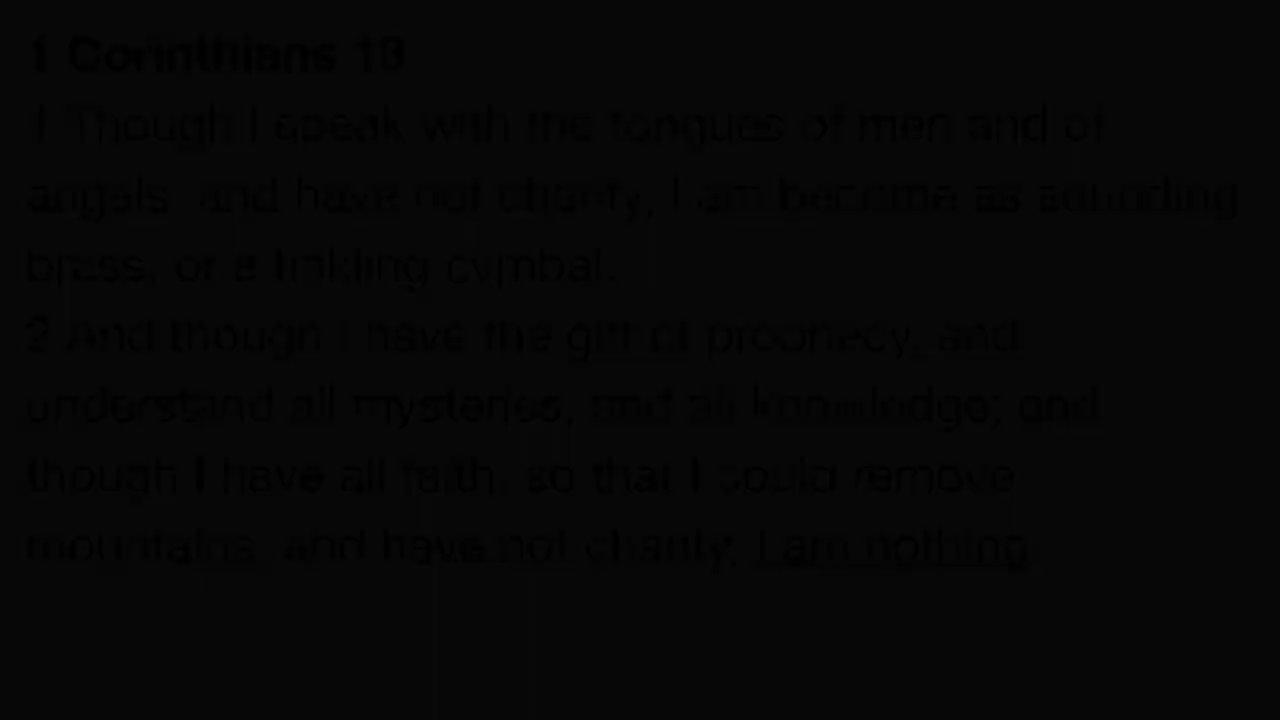 1 Corinthians 13
1 Though I speak with the tongues of men and of
angels, and have not charity, I am become as sounding
brass, or a tinkling cymbal.
2 And though I have the gift of prophecy, and
understand all mysteries, and all knowledge; and
though I have all faith, so that I could remove
mountains, and have not charity, I am nothing